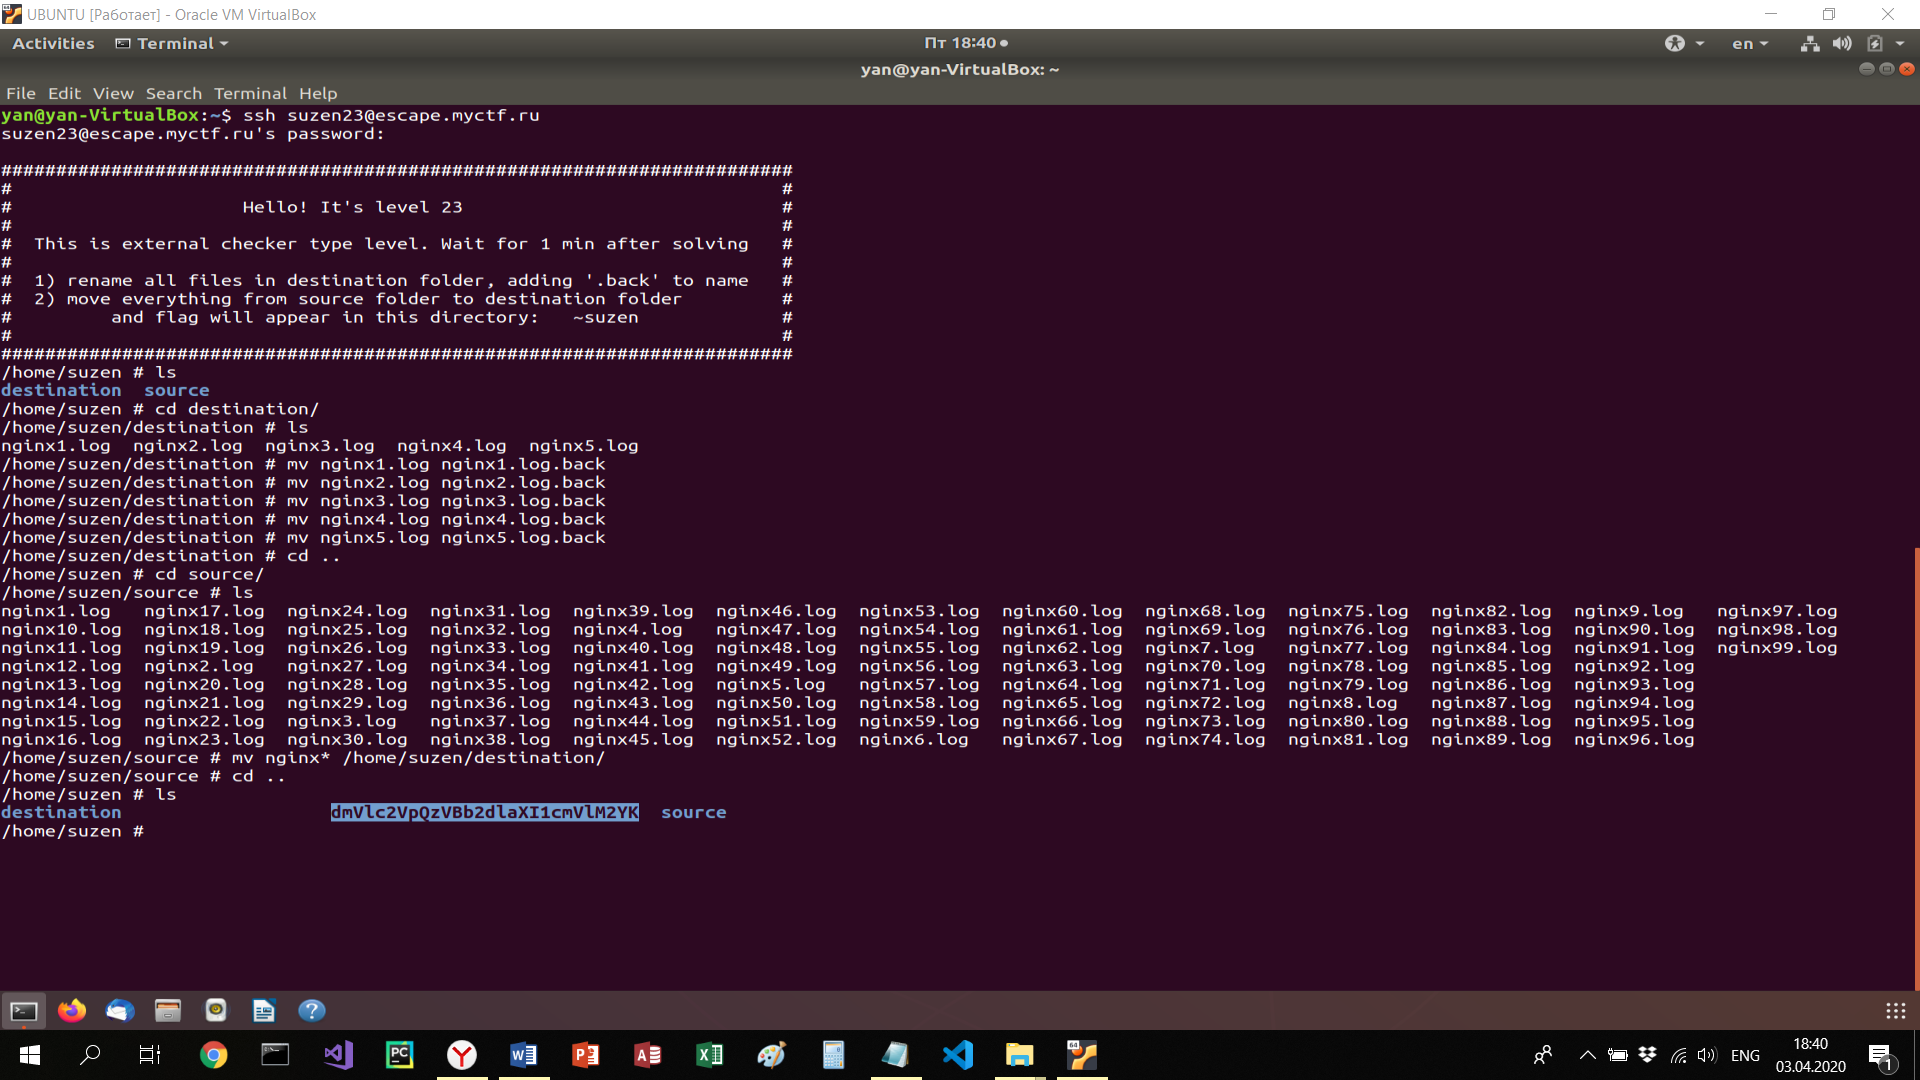 UBUNTU [Работает] - Oracle VM VirtualBox
Activities Terminal Пт 18:40 en
yan@yan-VirtualBox: ~
File Edit View Search Terminal Help
yan@yan-VirtualBox:~$ ssh suzen23@escape.myctf.ru
suzen23@escape.myctf.ru's password:
########################################################################
# #
# Hello! It's level 23 #
# #
# This is external checker type level. Wait for 1 min after solving #
# #
# 1) rename all files in destination folder, adding '.back' to name #
# 2) move everything from source folder to destination folder #
# and flag will appear in this directory: ~suzen #
# #
########################################################################
/home/suzen # ls
destination source
/home/suzen # cd destination/
/home/suzen/destination # ls
nginx1.log nginx2.log nginx3.log nginx4.log nginx5.log
/home/suzen/destination # mv nginx1.log nginx1.log.back
/home/suzen/destination # mv nginx2.log nginx2.log.back
/home/suzen/destination # mv nginx3.log nginx3.log.back
/home/suzen/destination # mv nginx4.log nginx4.log.back
/home/suzen/destination # mv nginx5.log nginx5.log.back
/home/suzen/destination # cd ..
/home/suzen # cd source/
/home/suzen/source # ls
nginx1.log nginx17.log nginx24.log nginx31.log nginx39.log nginx46.log nginx53.log nginx60.log nginx68.log nginx75.log nginx82.log nginx9.log nginx97.log
nginx10.log nginx18.log nginx25.log nginx32.log nginx4.log nginx47.log nginx54.log nginx61.log nginx69.log nginx76.log nginx83.log nginx90.log nginx98.log
nginx11.log nginx19.log nginx26.log nginx33.log nginx40.log nginx48.log nginx55.log nginx62.log nginx7.log nginx77.log nginx84.log nginx91.log nginx99.log
nginx12.log nginx2.log nginx27.log nginx34.log nginx41.log nginx49.log nginx56.log nginx63.log nginx70.log nginx78.log nginx85.log nginx92.log
nginx13.log nginx20.log nginx28.log nginx35.log nginx42.log nginx5.log nginx57.log nginx64.log nginx71.log nginx79.log nginx86.log nginx93.log
nginx14.log nginx21.log nginx29.log nginx36.log nginx43.log nginx50.log nginx58.log nginx65.log nginx72.log nginx8.log nginx87.log nginx94.log
nginx15.log nginx22.log nginx3.log nginx37.log nginx44.log nginx51.log nginx59.log nginx66.log nginx73.log nginx80.log nginx88.log nginx95.log
nginx16.log nginx23.log nginx30.log nginx38.log nginx45.log nginx52.log nginx6.log nginx67.log nginx74.log nginx81.log nginx89.log nginx96.log
/home/suzen/source # mv nginx* /home/suzen/destination/
/home/suzen/source # cd ..
/home/suzen # ls
destination dmVlc2VpQzVBb2dlaXI1cmVlM2YK source
/home/suzen #
ENG
18:40
03.04.2020
1